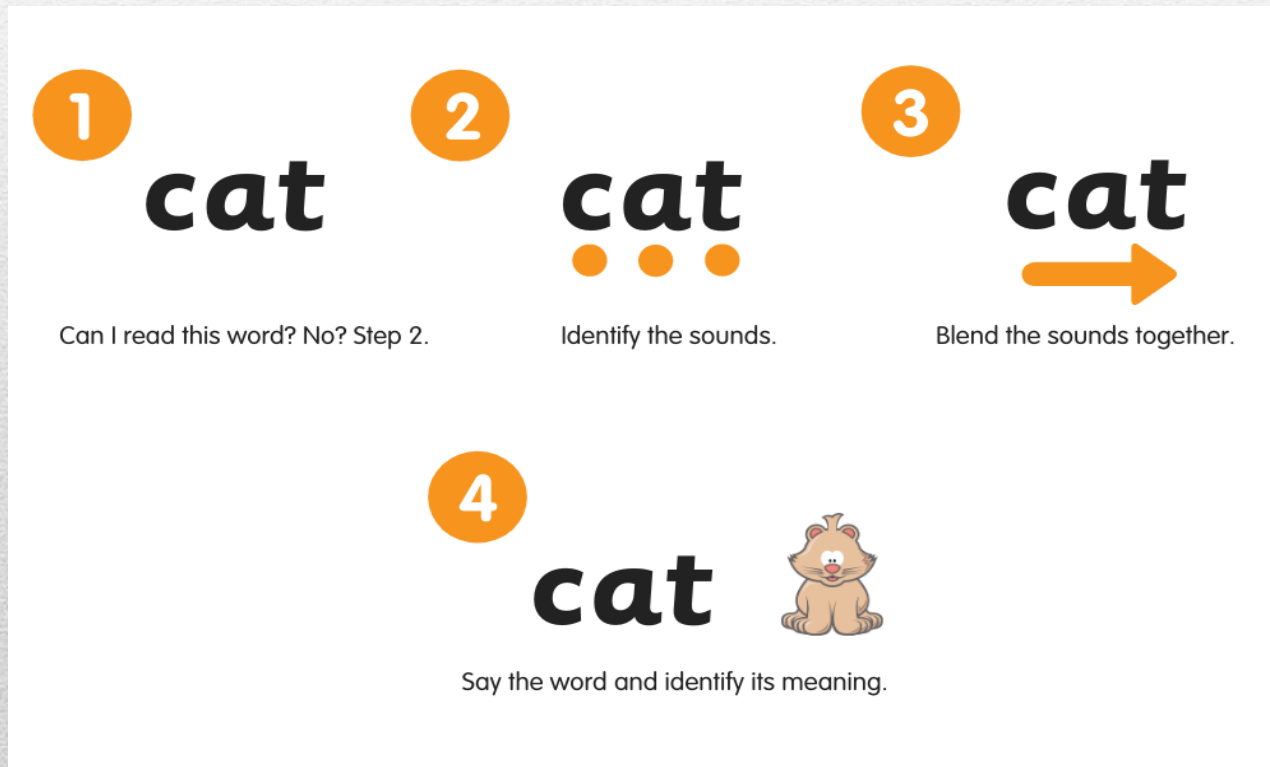 1
cat
Can I read this word? No? Step 2.
2
cat
Identify the sounds.
3
cat
Blend the sounds together.
4
cat
Say the word and identify its meaning.